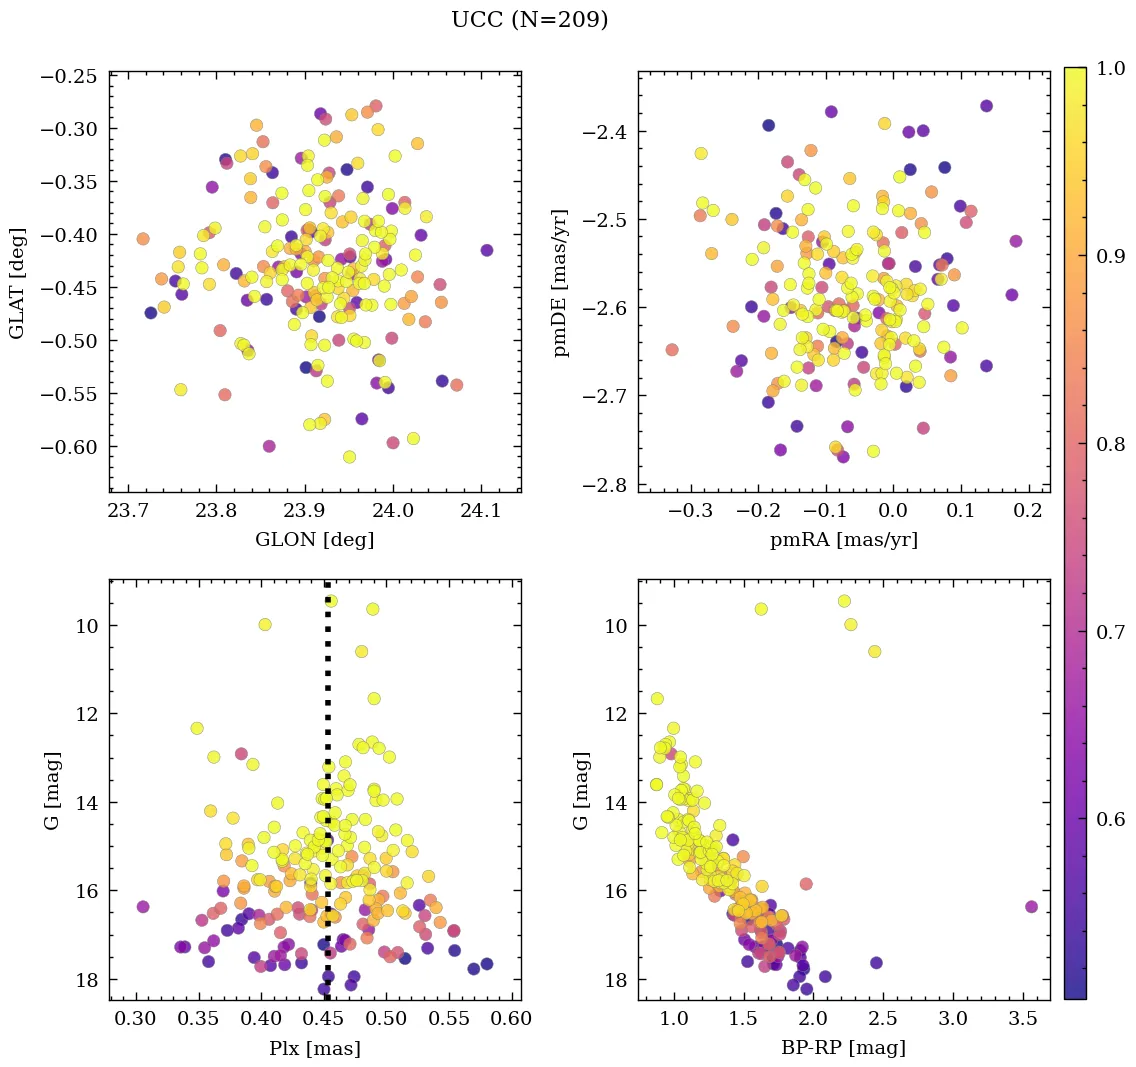 UCC (N=209)
−0.25
−0.30
−0.35
−0.40
−0.45
−0.50
−0.55
−0.60
GLAT [deg]
23.7 23.8 23.9 24.0 24.1
GLON [deg]
−2.4
−2.5
−2.6
−2.7
−2.8
pmDE [mas/yr]
−0.3 −0.2 −0.1 0.0 0.1 0.2
pmRA [mas/yr]
10
12
14
16
18
G [mag]
0.30 0.35 0.40 0.45 0.50 0.55 0.60
Plx [mas]
10
12
14
16
18
G [mag]
1.0 1.5 2.0 2.5 3.0 3.5
BP-RP [mag]
1.0
0.9
0.8
0.7
0.6